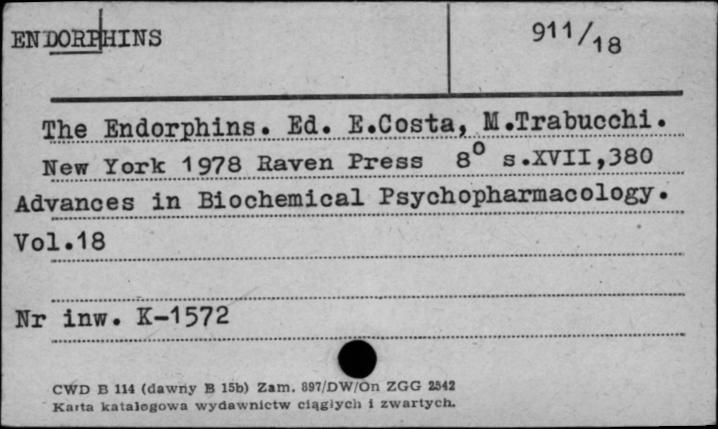 ENDORPHINS
911/18
The Endorphins. Ed. E.Costa, M.Trabucchi.
New York 1978 Raven Press 8⁰ s.XVII,380
Advances in Biochemical Psychopharmacology.
Vol.18
Nr inw. K-1572
CWD B 114 (dawny B 15b) Zam. 897/DW/On ZGG 2542
Karta katalogowa wydawnictw ciągłych i zwartych.